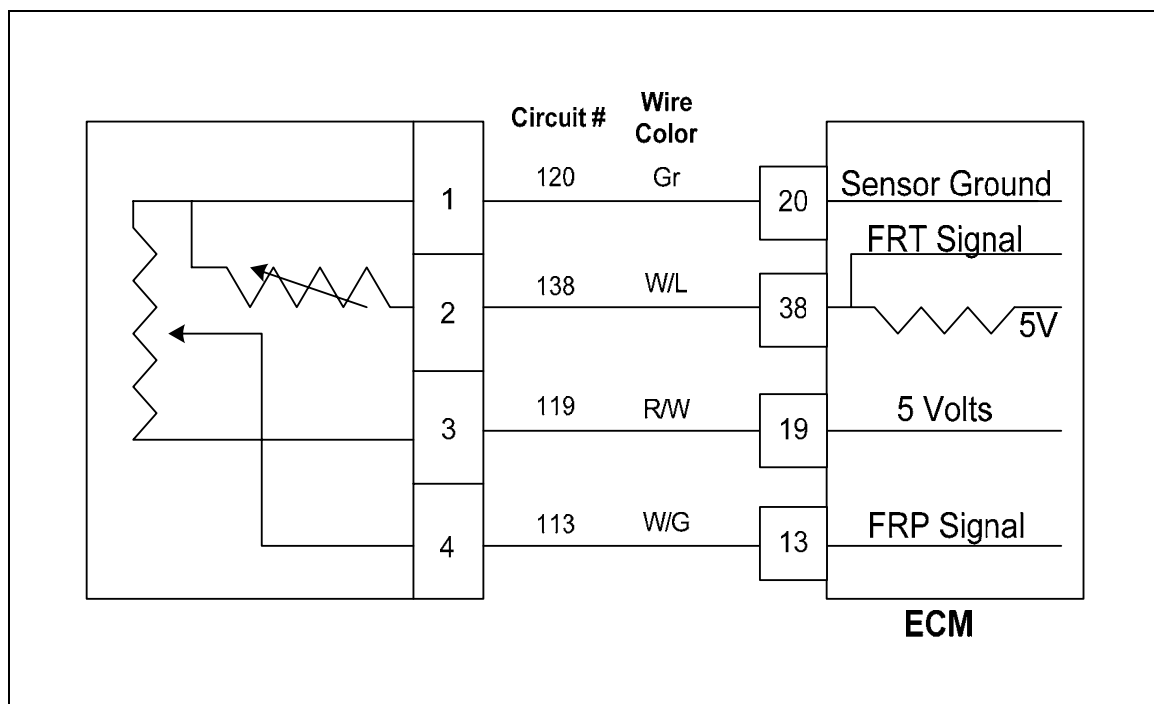 Circuit #
Wire
Color
1
120
Gr
20
Sensor Ground
FRT Signal
2
138
W/L
38
5V
3
119
R/W
19
5 Volts
4
113
W/G
13
FRP Signal
ECM